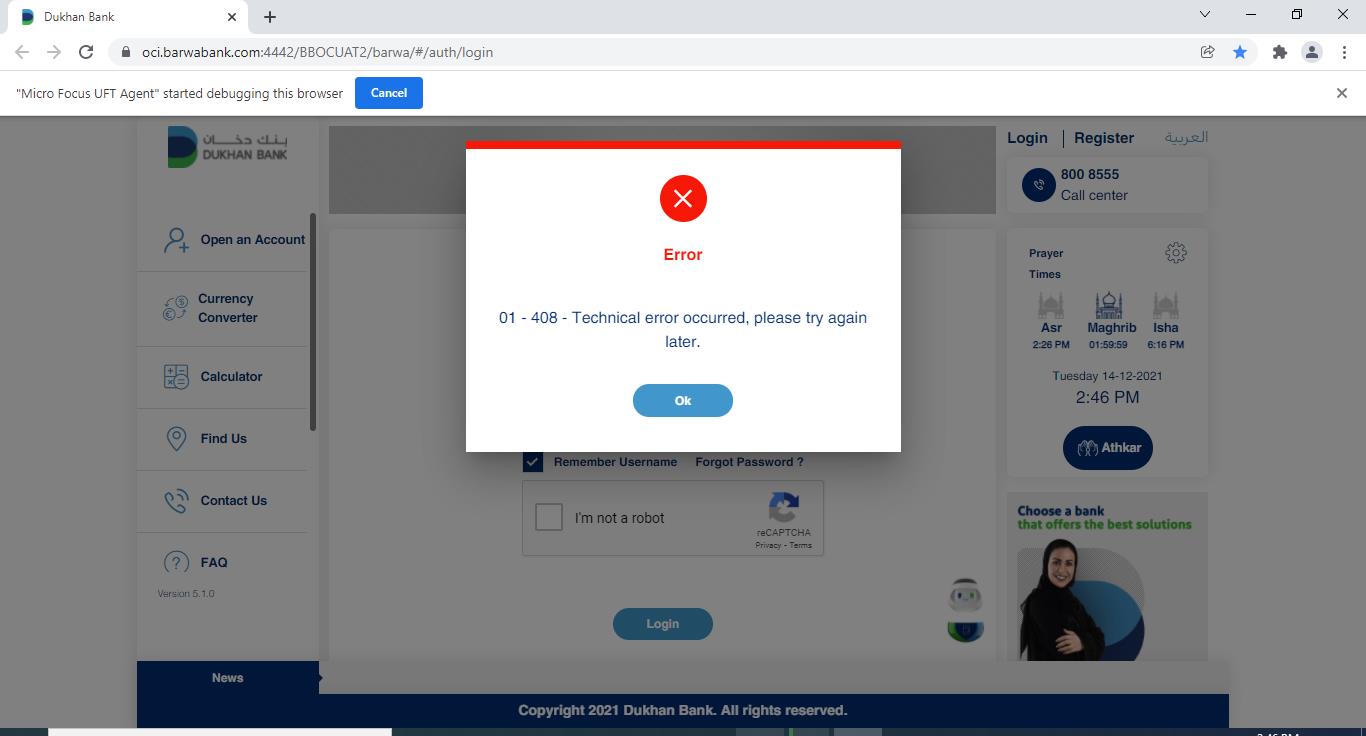 Dukhan Bank
oci.barwabank.com:4442/BBOCUAT2/barwa/#/auth/login
"Micro Focus UFT Agent" started debugging this browser
Cancel
بنك دخان
DUKHAN BANK
Open an Account
Currency
Converter
Calculator
Find Us
Contact Us
FAQ
Version 5.1.0
Error
01 - 408 - Technical error occurred, please try again
later.
Ok
Remember Username Forgot Password ?
I'm not a robot
reCAPTCHA
Privacy - Terms
Login
Login Register العربية
800 8555
Call center
Prayer
Times
Asr Maghrib Isha
2:26 PM 01:59:59 6:16 PM
Tuesday 14-12-2021
2:46 PM
Athkar
Choose a bank
that offers the best solutions
News
Copyright 2021 Dukhan Bank. All rights reserved.